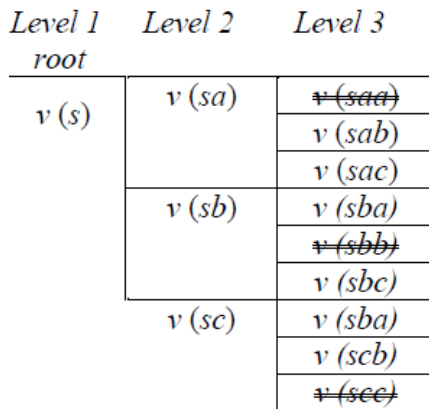 Level 1 Level 2 Level 3
root
v (s) v (sa) v (saa)
v (sab)
v (sac)
v (sb) v (sba)
v (sbb)
v (sbc)
v (sc) v (sba)
v (scb)
v (scc)